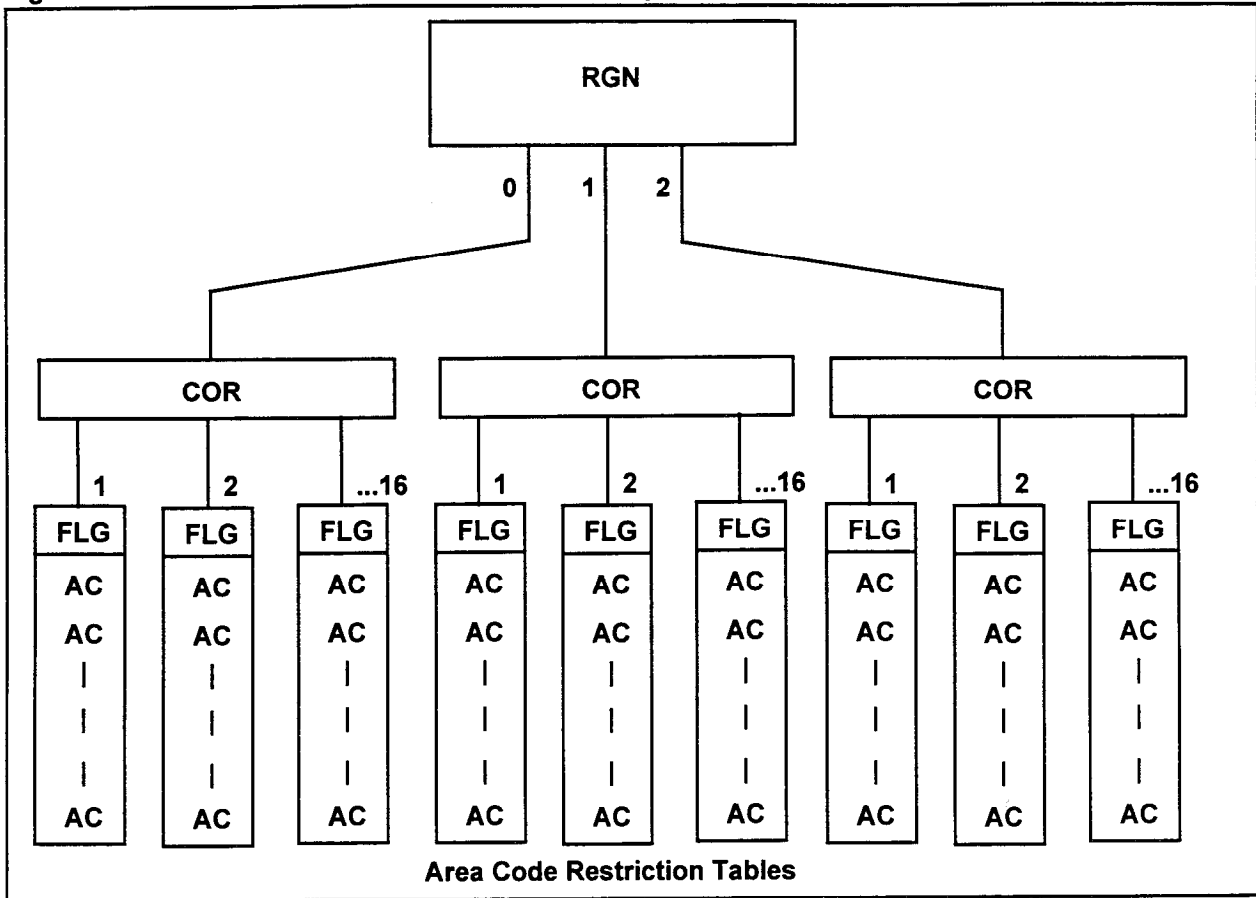 RGN
0 1 2
COR COR COR
1 2 ...16 1 2 ...16 1 2 ...16
FLG FLG FLG FLG FLG FLG FLG FLG FLG
AC AC AC AC AC AC AC AC AC
AC AC AC AC AC AC AC AC AC
AC AC AC AC AC AC AC AC AC
Area Code Restriction Tables